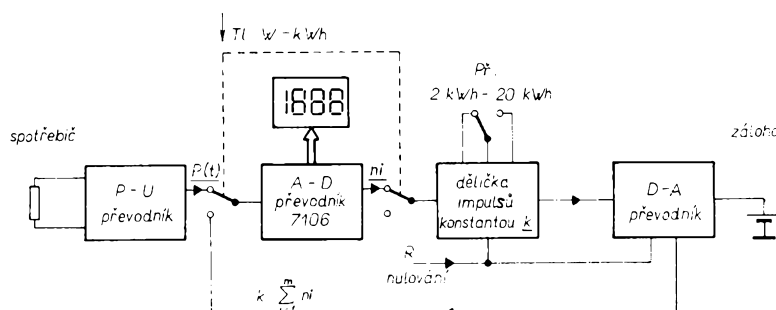 Tl. W-kWh
1888
Př.
2 kWh - 20 kWh
spotřebič
záloha
P - U
převodník
P(t)
A - D
převodník
7106
ni
dělička
impulsů
konstantou k
D-A
převodník
R
nulování
k ∑ ni
m